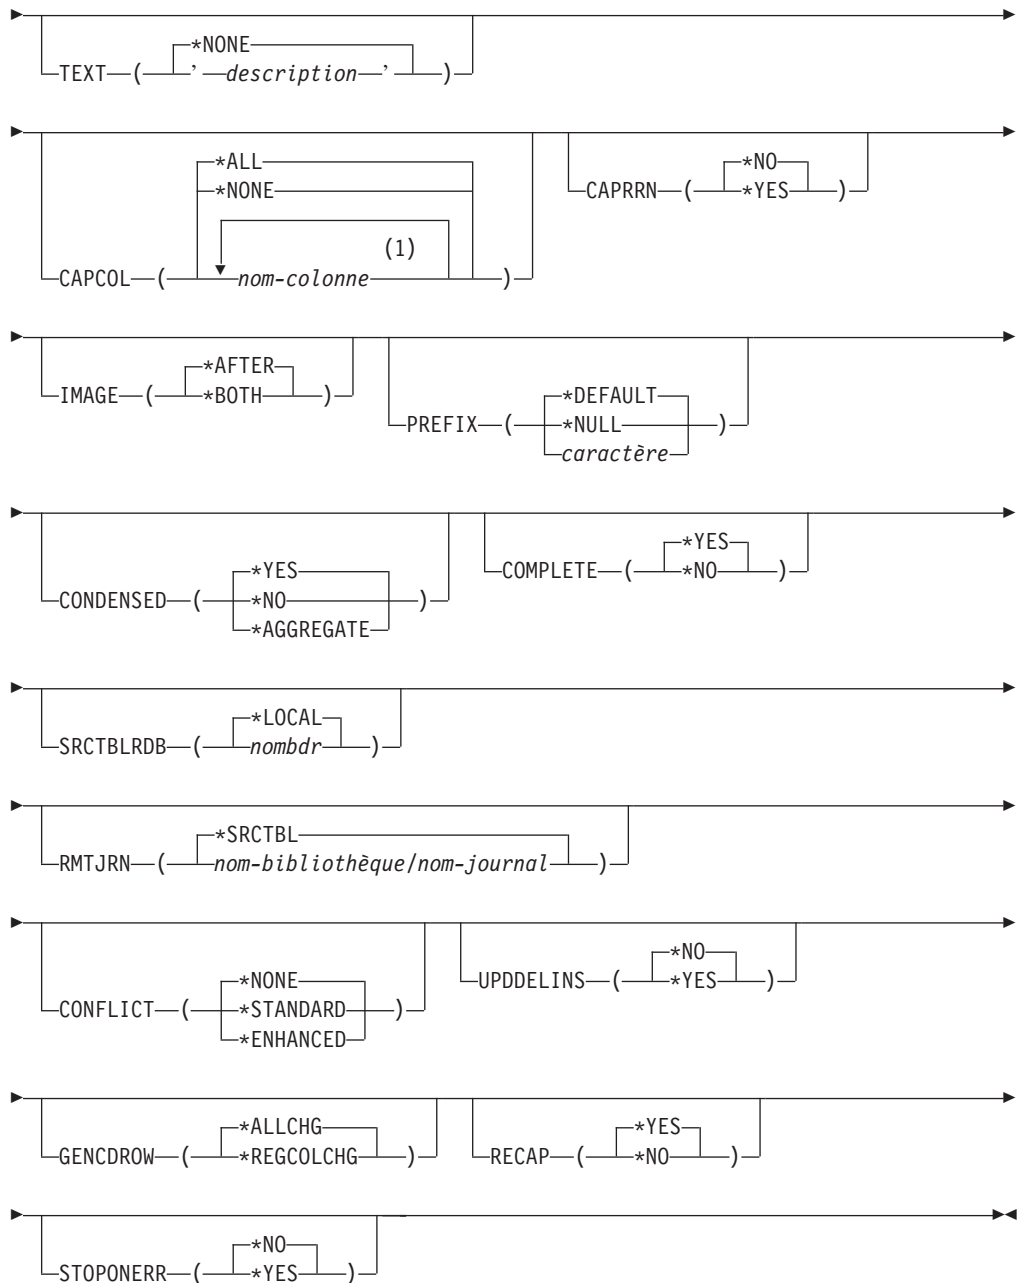 *NONE
TEXT ( ' description ' )
*ALL
*NO
*NONE
CAPRRN ( *YES )
(1)
CAPCOL ( nom-colonne )
*AFTER
IMAGE ( *BOTH )
*DEFAULT
PREFIX ( *NULL )
caractère
*YES
COMPLETE ( *NO )
*YES
CONDENSED ( *NO )
*AGGREGATE
*LOCAL
SRCTBLRDB ( nombdr )
*SRCTBL
RMTJRN ( nom-bibliothèque/nom-journal )
*NO
UPDDELINS ( *YES )
*NONE
CONFLICT ( *STANDARD )
*ENHANCED
*ALLCHG
GENCDROW ( *REGCOLCHG )
*YES
RECAP ( *NO )
*NO
STOPONERR ( *YES )